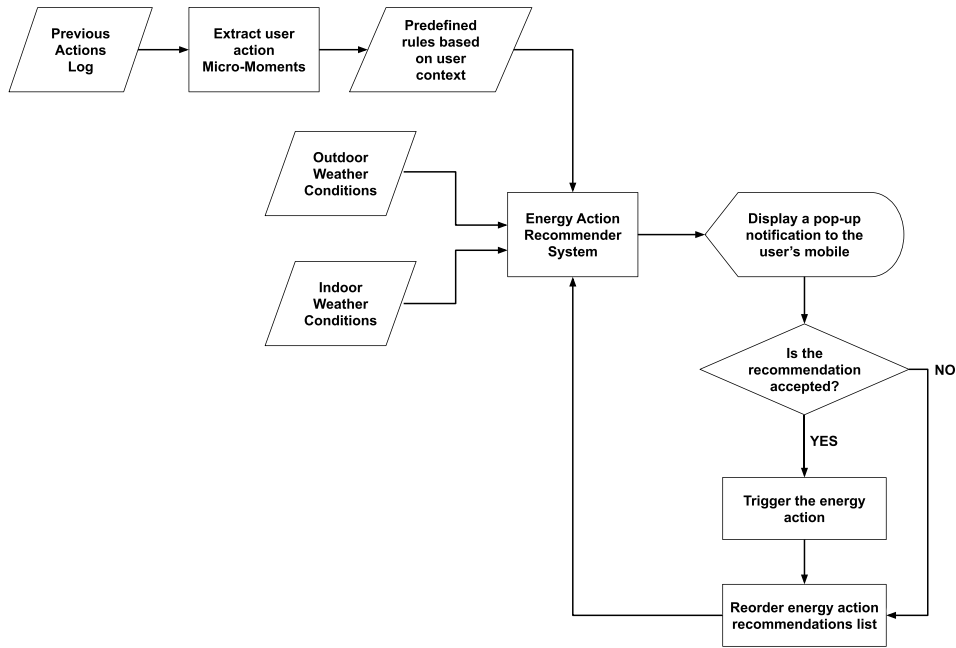 Previous
Actions
Log
Extract user
action
Micro-Moments
Predefined
rules based
on user
context
Outdoor
Weather
Conditions
Indoor
Weather
Conditions
Energy Action
Recommender
System
Display a pop-up
notification to the
user's mobile
Is the
recommendation
accepted?
NO
YES
Trigger the energy
action
Reorder energy action
recommendations list